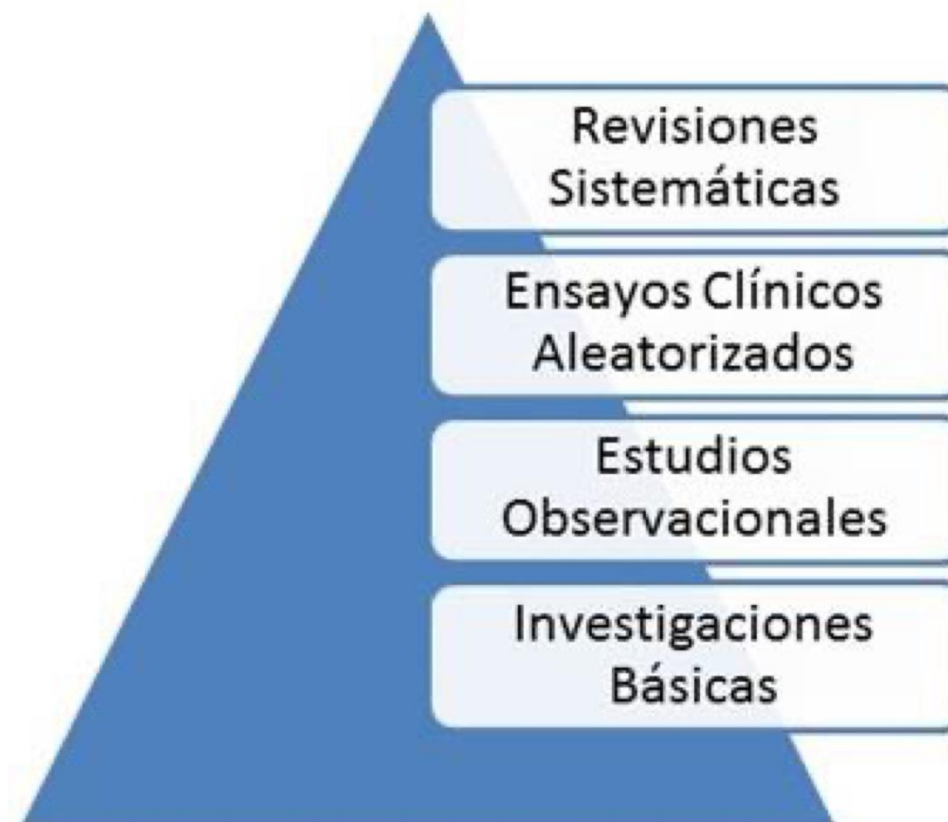 Revisiones
Sistemáticas
Ensayos Clínicos
Aleatorizados
Estudios
Observacionales
Investigaciones
Básicas